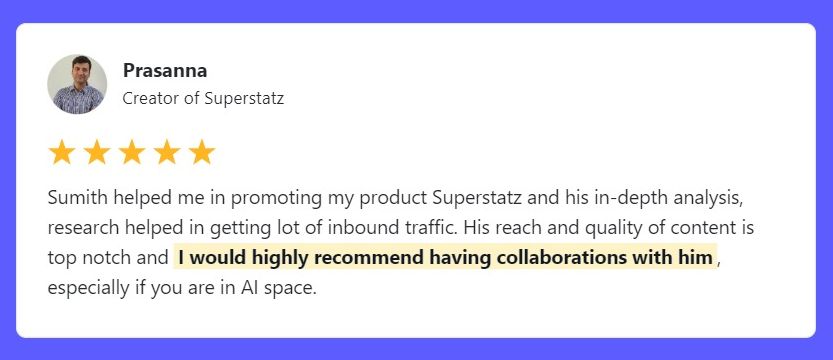 Prasanna
Creator of Superstatz
Sumith helped me in promoting my product Superstatz and his in-depth analysis,
research helped in getting lot of inbound traffic. His reach and quality of content is
top notch and I would highly recommend having collaborations with him,
especially if you are in AI space.